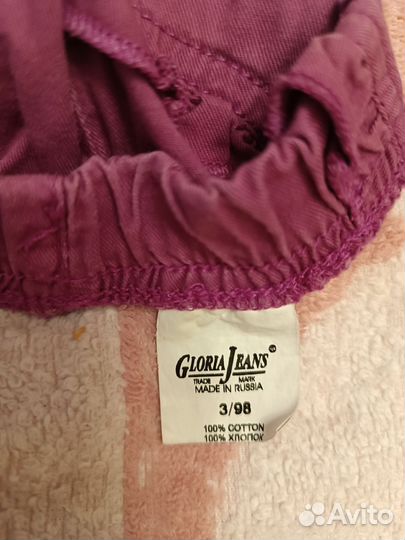 GLORIA JEANS ®
TRADE MARK
MADE IN RUSSIA
3/98
100% COTTON
100% ХЛОПОК
Avito